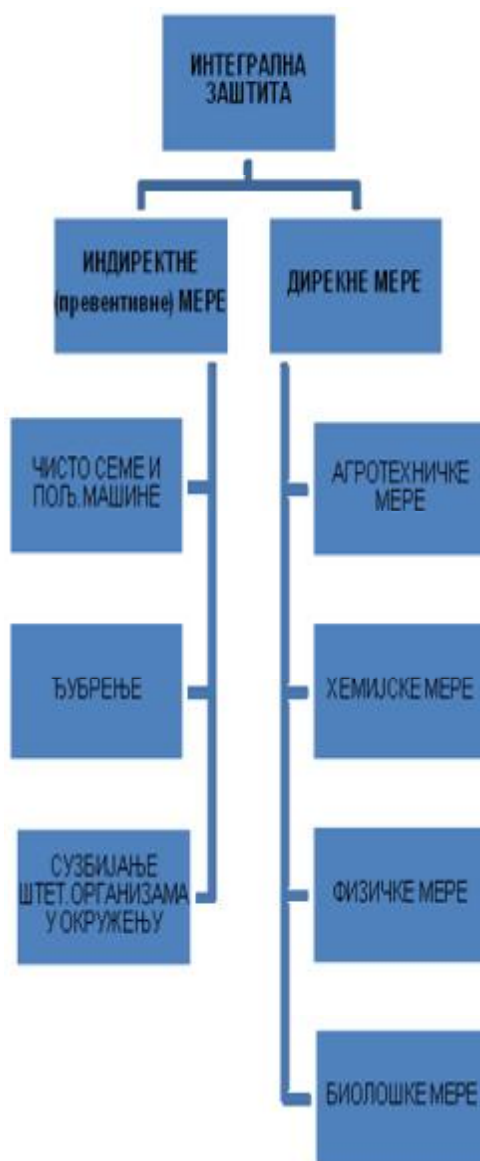 ИНТЕГРАЛНА
ЗАШТИТА
ИНДИРЕКТНЕ
(превентивне) МЕРЕ
ДИРЕКНЕ МЕРЕ
ЧИСТО СЕМЕ И
ПОЉ. МАШИНЕ
ЂУБРЕЊЕ
СУЗБИЈАЊЕ
ШТЕТ. ОРГАНИЗАМА
У ОКРУЖЕЊУ
АГРОТЕХНИЧКЕ
МЕРЕ
ХЕМИЈСКЕ МЕРЕ
ФИЗИЧКЕ МЕРЕ
БИОЛОШКЕ МЕРЕ